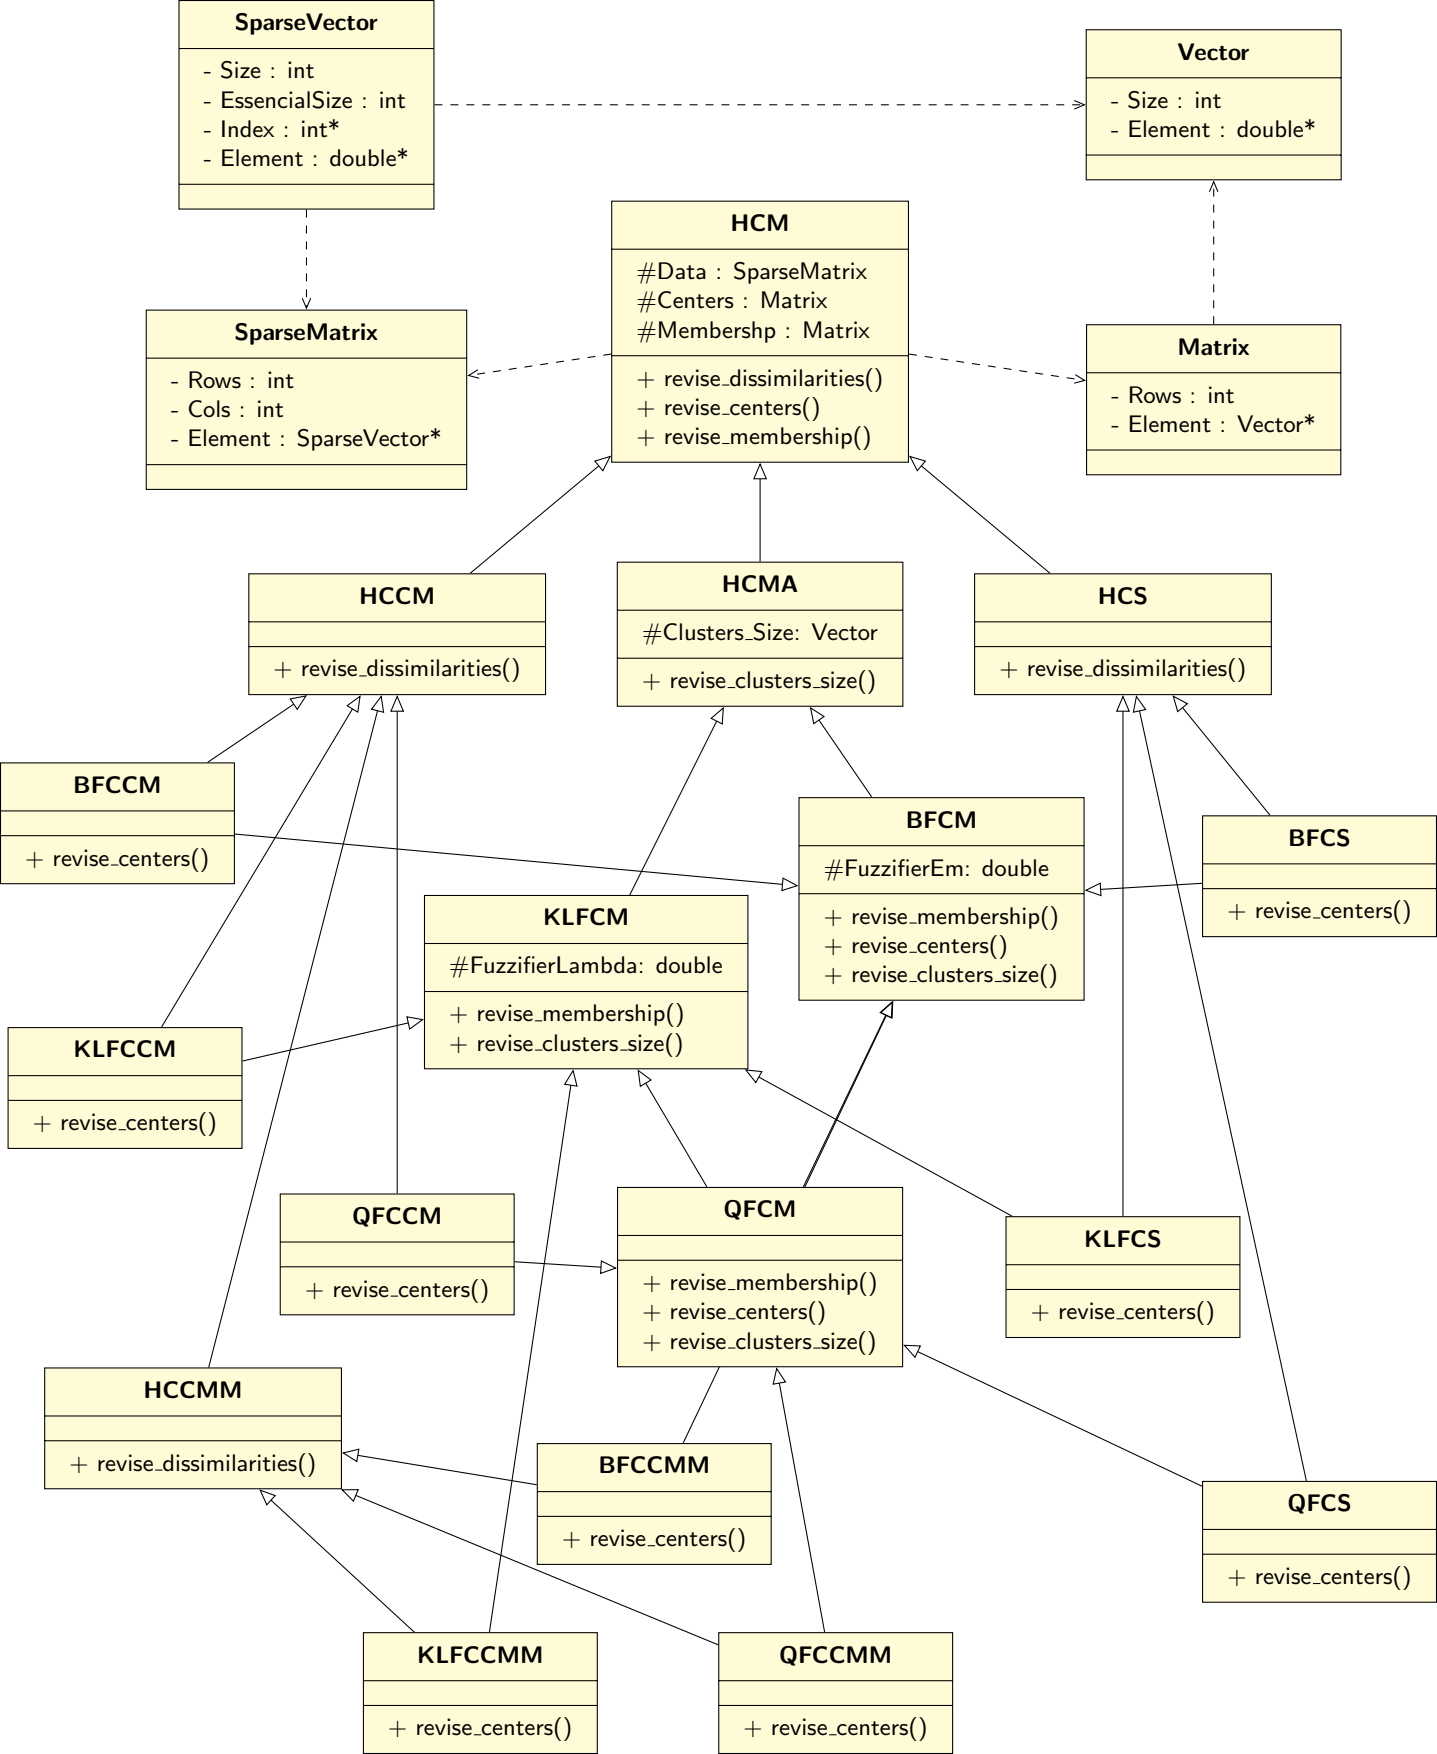 SparseVector
- Size : int
- EssencialSize : int
- Index : int*
- Element : double*
Vector
- Size : int
- Element : double*
HCM
#Data : SparseMatrix
#Centers : Matrix
#Membershp : Matrix
+ revise_dissimilarities()
+ revise_centers()
+ revise_membership()
SparseMatrix
- Rows : int
- Cols : int
- Element : SparseVector*
Matrix
- Rows : int
- Element : Vector*
HCCM
+ revise_dissimilarities()
HCMA
#Clusters_Size: Vector
+ revise_clusters_size()
HCS
+ revise_dissimilarities()
BFCCM
+ revise_centers()
BFCM
#FuzzifierEm: double
+ revise_membership()
+ revise_centers()
+ revise_clusters_size()
BFCS
+ revise_centers()
KLFCM
#FuzzifierLambda: double
+ revise_membership()
+ revise_clusters_size()
KLFCCM
+ revise_centers()
QFCCM
+ revise_centers()
QFCM
+ revise_membership()
+ revise_centers()
+ revise_clusters_size()
KLFCS
+ revise_centers()
HCCMM
+ revise_dissimilarities()
BFCCMM
+ revise_centers()
QFCS
+ revise_centers()
KLFCCMM
+ revise_centers()
QFCCMM
+ revise_centers()